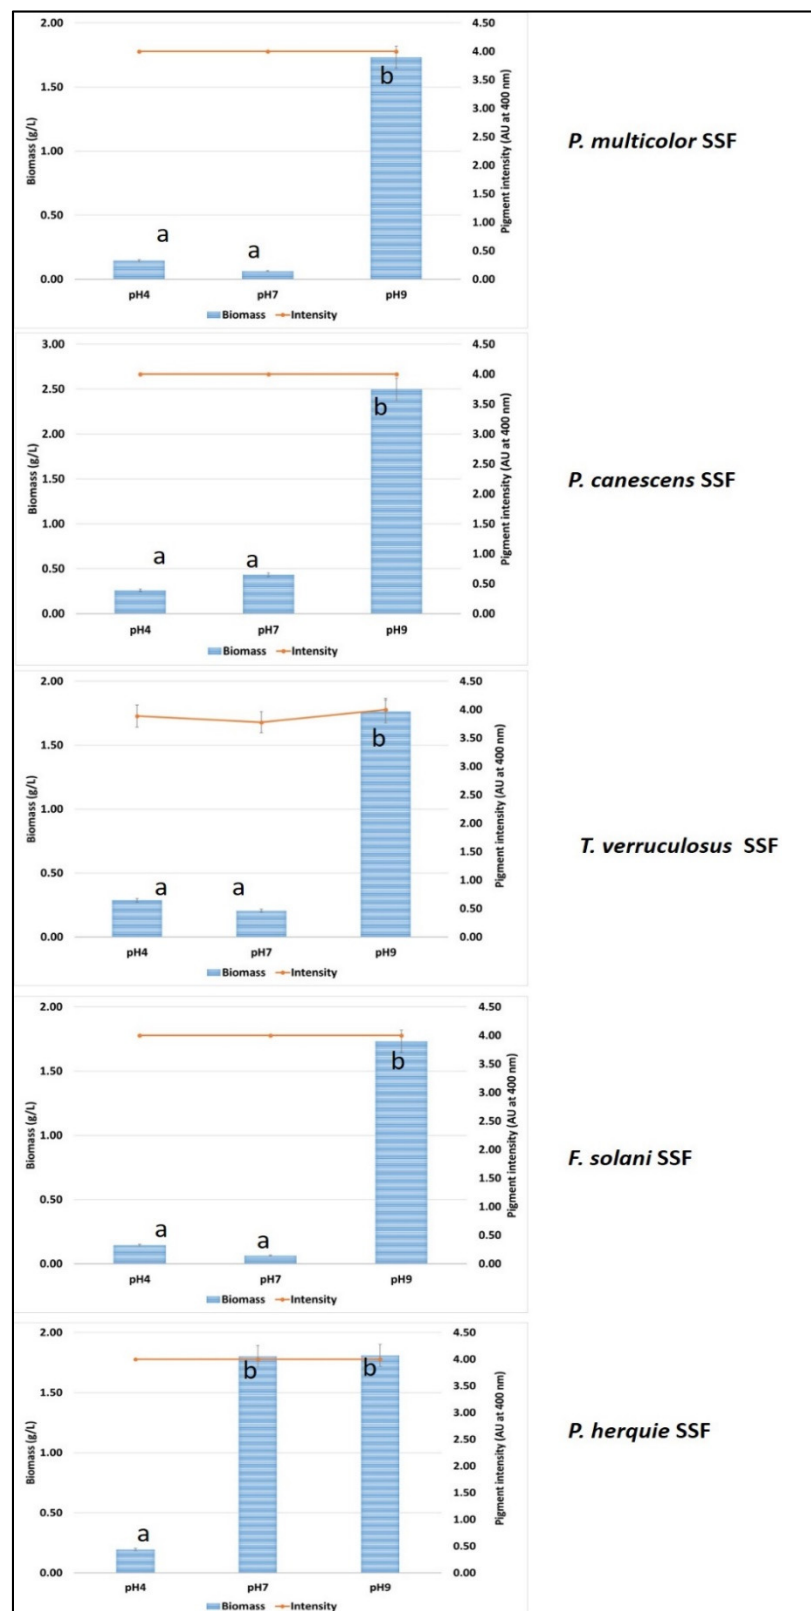 2.00 4.50
4.00
1.50 b 3.50
3.00
1.00 2.50
2.00
1.50
0.50 a a 1.00
0.50
0.00 0.00
pH4 pH7 pH9
Biomass Intensity
Biomass (g/L)
Pigment intensity (AU at 400 nm)
P. multicolor SSF
3.00 4.50
2.50 4.00
b 3.50
2.00 3.00
1.50 2.50
2.00
1.00 1.50
a a 1.00
0.50 0.50
0.00 0.00
pH4 pH7 pH9
Biomass Intensity
Biomass (g/L)
Pigment intensity (AU at 400 nm)
P. canescens SSF
2.00 4.50
4.00
1.50 b 3.50
3.00
1.00 2.50
2.00
1.50
0.50 a a 1.00
0.50
0.00 0.00
pH4 pH7 pH9
Biomass Intensity
Biomass (g/L)
Pigment intensity (AU at 400 nm)
T. verruculosus SSF
2.00 4.50
4.00
1.50 b 3.50
3.00
1.00 2.50
2.00
1.50
0.50 1.00
a a 0.50
0.00 0.00
pH4 pH7 pH9
Biomass Intensity
Biomass (g/L)
Pigment intensity (AU at 400 nm)
F. solani SSF
2.00 4.50
b b 4.00
1.50 3.50
3.00
1.00 2.50
2.00
1.50
0.50 1.00
a 0.50
0.00 0.00
pH4 pH7 pH9
Biomass Intensity
Biomass (g/L)
Pigment intensity (AU at 400 nm)
P. herquie SSF